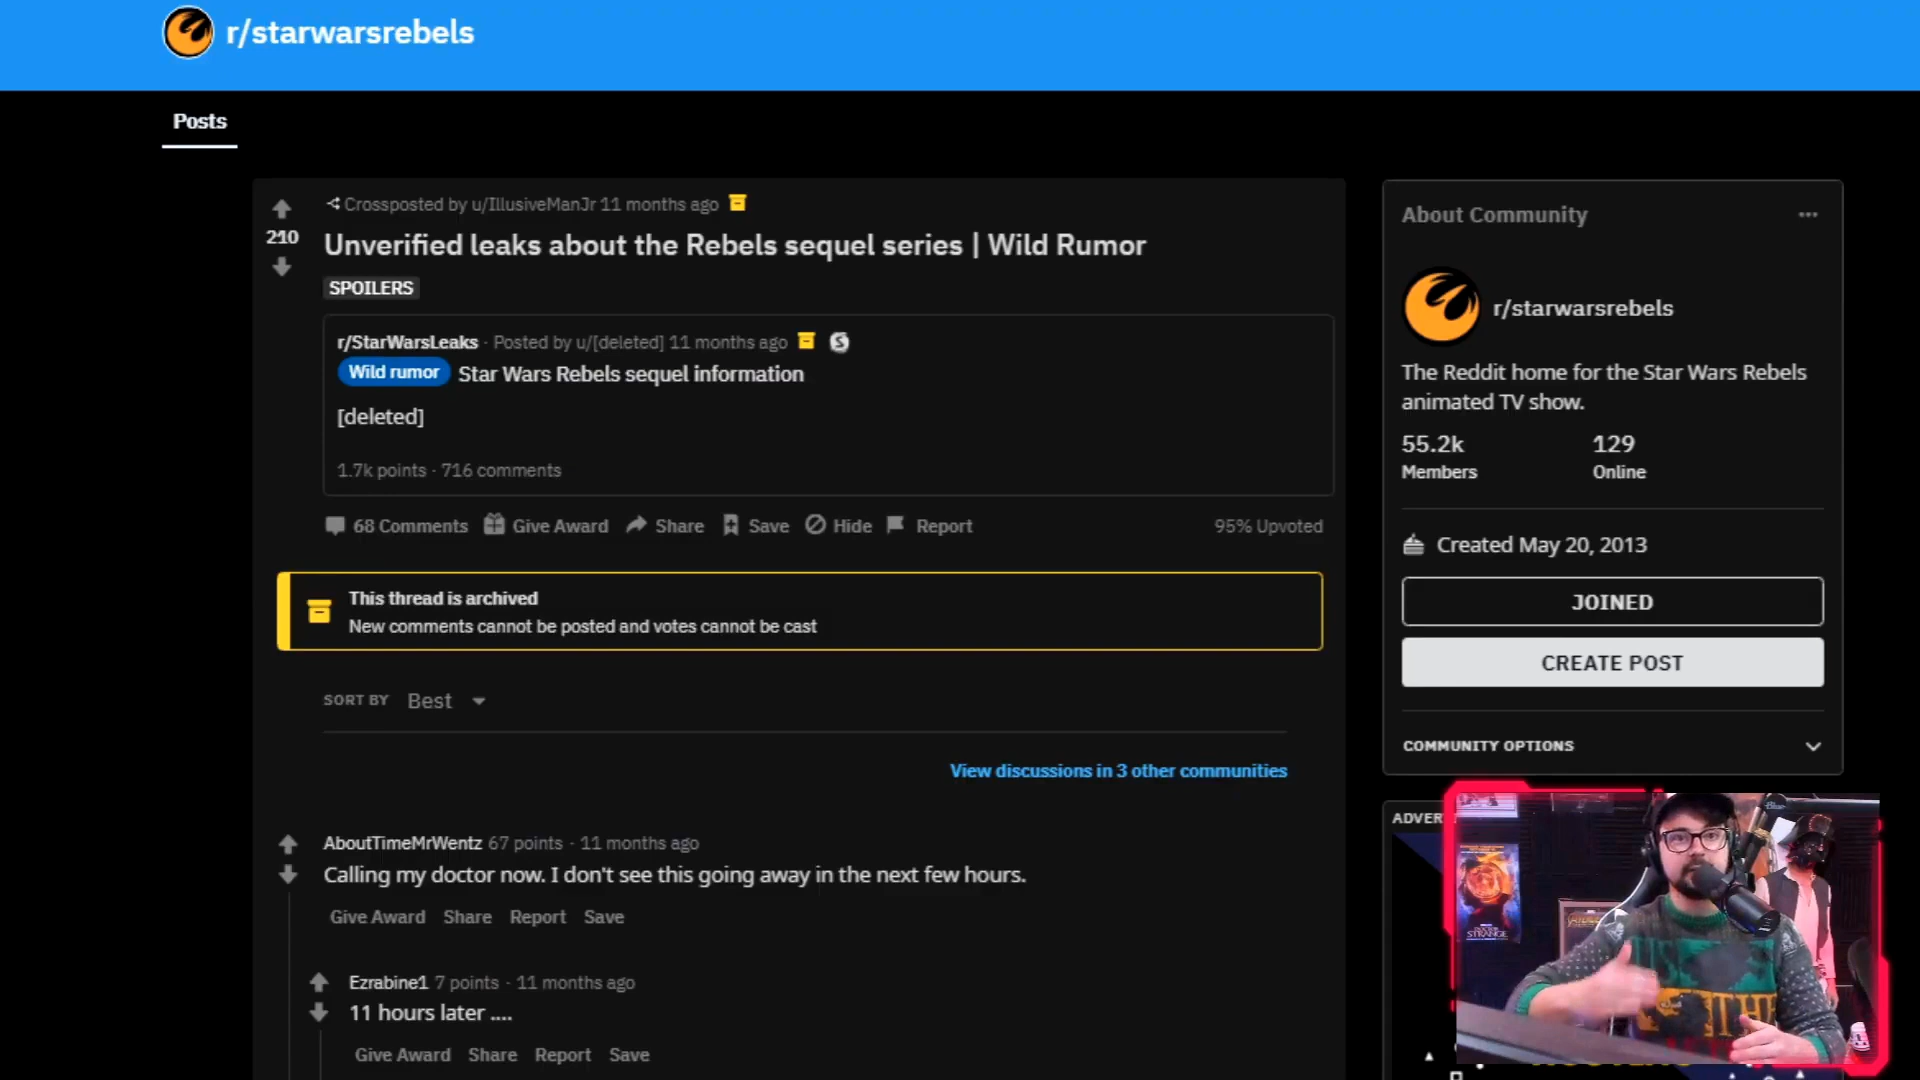 r/starwarsrebels
Posts
Crossposted by u/IllusiveManJr 11 months ago
210
Unverified leaks about the Rebels sequel series | Wild Rumor
SPOILERS
r/StarWarsLeaks · Posted by u/[deleted] 11 months ago
Wild rumor Star Wars Rebels sequel information
[deleted]
1.7k points · 716 comments
68 Comments Give Award Share Save Hide Report 95% Upvoted
This thread is archived
New comments cannot be posted and votes cannot be cast
SORT BY Best
View discussions in 3 other communities
AboutTimeMrWentz 67 points · 11 months ago
Calling my doctor now. I don't see this going away in the next few hours.
Give Award Share Report Save
Ezrabine1 7 points · 11 months ago
11 hours later ....
Give Award Share Report Save
About Community
r/starwarsrebels
The Reddit home for the Star Wars Rebels
animated TV show.
55.2k 129
Members Online
Created May 20, 2013
JOINED
CREATE POST
COMMUNITY OPTIONS
STRANGE
THE